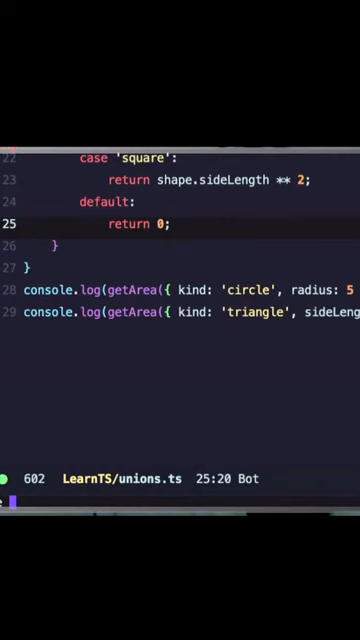 22 case 'square':
23 return shape.sideLength ** 2;
24 default:
25 return 0;
26 }
27 }
28 console.log(getArea({ kind: 'circle', radius: 5
29 console.log(getArea({ kind: 'triangle', sideLeng
602 LearnTS/unions.ts 25:20 Bot
e